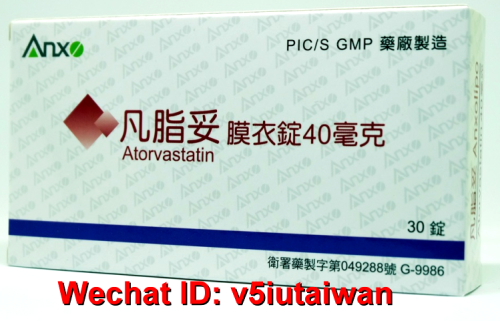 Anxo
PIC/S GMP 藥廠製造
凡脂妥膜衣錠40毫克
Atorvastatin
30 錠
衛署藥製字第049288號 G-9986
凡脂妥 Anxolipo
Wechat ID: v5iutaiwan